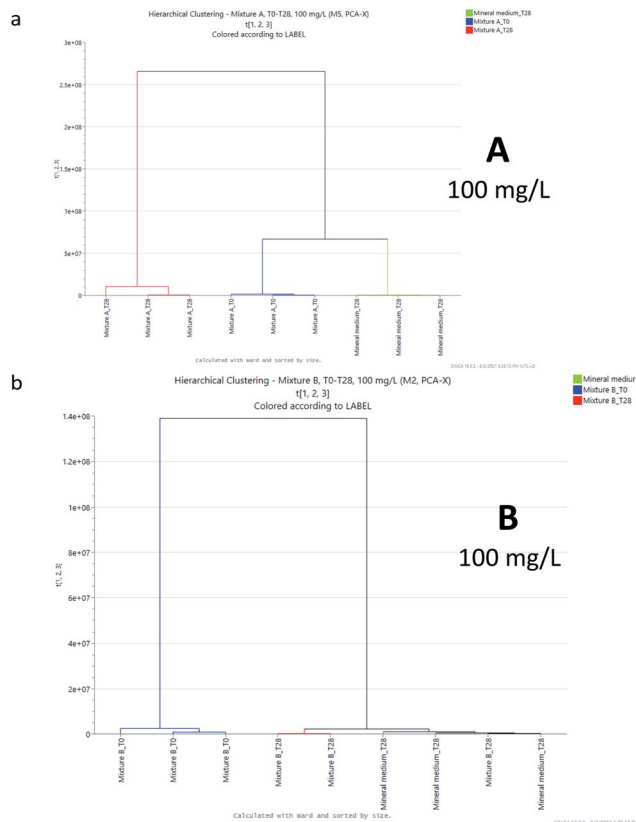 a
Hierarchical Clustering - Mixture A, T0-T28, 100 mg/L (M5, PCA-X)
t[1, 2, 3]
Colored according to LABEL
Mineral medium_T28
Mixture A_T0
Mixture A_T28
3e+08
2.5e+08
2e+08
1.5e+08
1e+08
5e+07
0
t[1, 2, 3]
A
100 mg/L
Mixture A_T28
Mixture A_T28
Mixture A_T28
Mixture A_T0
Mixture A_T0
Mixture A_T0
Mineral medium_T28
Mineral medium_T28
Mineral medium_T28
Calculated with Ward and sorted by size.
b
Hierarchical Clustering - Mixture B, T0-T28, 100 mg/L (M2, PCA-X)
t[1, 2, 3]
Colored according to LABEL
Mineral medium
Mixture B_T0
Mixture B_T28
1.4e+08
1.2e+08
1e+08
8e+07
6e+07
4e+07
2e+07
0
t[1, 2, 3]
B
100 mg/L
Mixture B_T0
Mixture B_T0
Mixture B_T0
Mixture B_T28
Mixture B_T28
Mineral medium_T28
Mineral medium_T28
Mixture B_T28
Mineral medium_T28
Calculated with Ward and sorted by size.